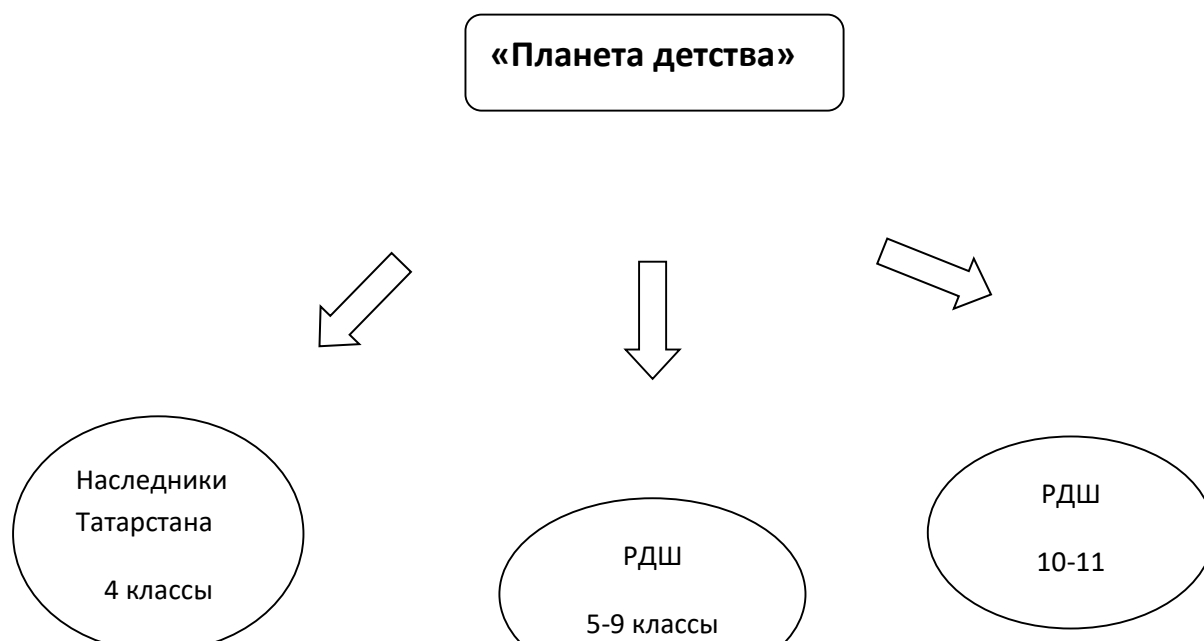 «Планета детства»
Наследники
Татарстана
4 классы
РДШ
5-9 классы
РДШ
10-11